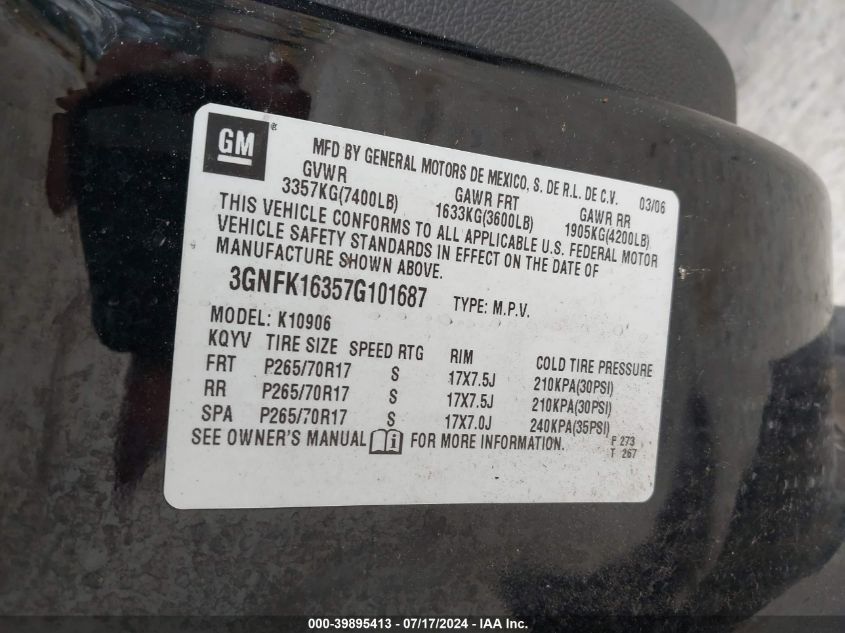 GM ®
MFD BY GENERAL MOTORS DE MEXICO, S. DE R.L. DE C.V. 03/06
GVWR GAWR FRT GAWR RR
3357KG(7400LB) 1633KG(3600LB) 1905KG(4200LB)
THIS VEHICLE CONFORMS TO ALL APPLICABLE U.S. FEDERAL MOTOR
VEHICLE SAFETY STANDARDS IN EFFECT ON THE DATE OF
MANUFACTURE SHOWN ABOVE.
3GNFK16357G101687 TYPE: M.P.V.
MODEL: K10906
KQYV TIRE SIZE SPEED RTG RIM COLD TIRE PRESSURE
FRT P265/70R17 S 17X7.5J 210KPA(30PSI)
RR P265/70R17 S 17X7.5J 210KPA(30PSI)
SPA P265/70R17 S 17X7.0J 240KPA(35PSI)
SEE OWNER'S MANUAL i FOR MORE INFORMATION. F 273
T 267
000-39895413 - 07/17/2024 - IAA Inc.